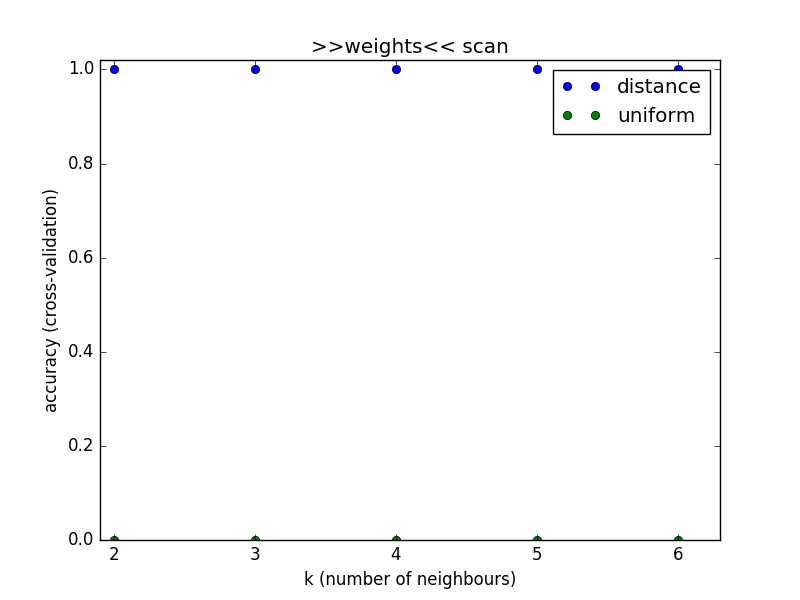 >>weights<< scan
distance
uniform
1.0
0.8
0.6
0.4
0.2
0.0
accuracy (cross-validation)
2 3 4 5 6
k (number of neighbours)